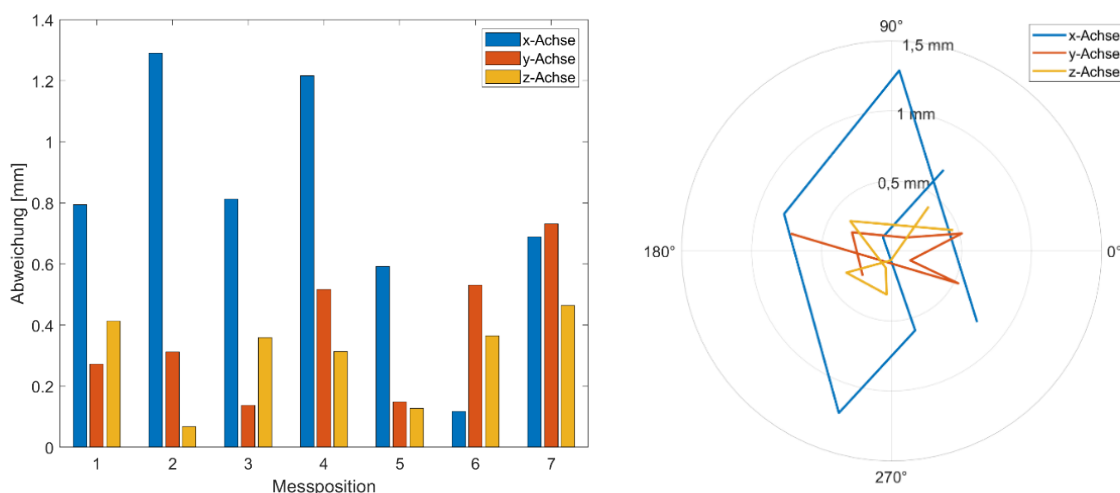 1.4
1.2
1
0.8
0.6
0.4
0.2
0
Abweichung [mm]
1 2 3 4 5 6 7
Messposition
x-Achse
y-Achse
z-Achse
90°
1,5 mm
1 mm
0,5 mm
180°
0°
270°
x-Achse
y-Achse
z-Achse